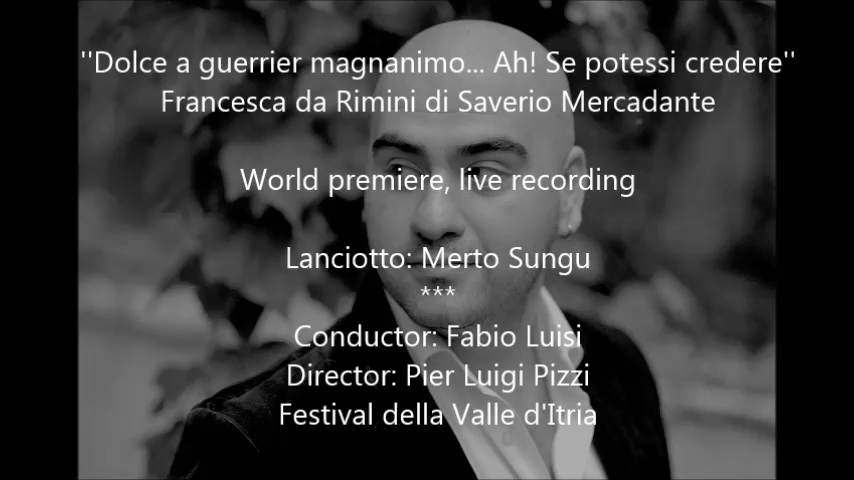 ''Dolce a guerrier magnanimo... Ah! Se potessi credere''
Francesca da Rimini di Saverio Mercadante
World premiere, live recording
Lanciotto: Merto Sungu
***
Conductor: Fabio Luisi
Director: Pier Luigi Pizzi
Festival della Valle d'Itria